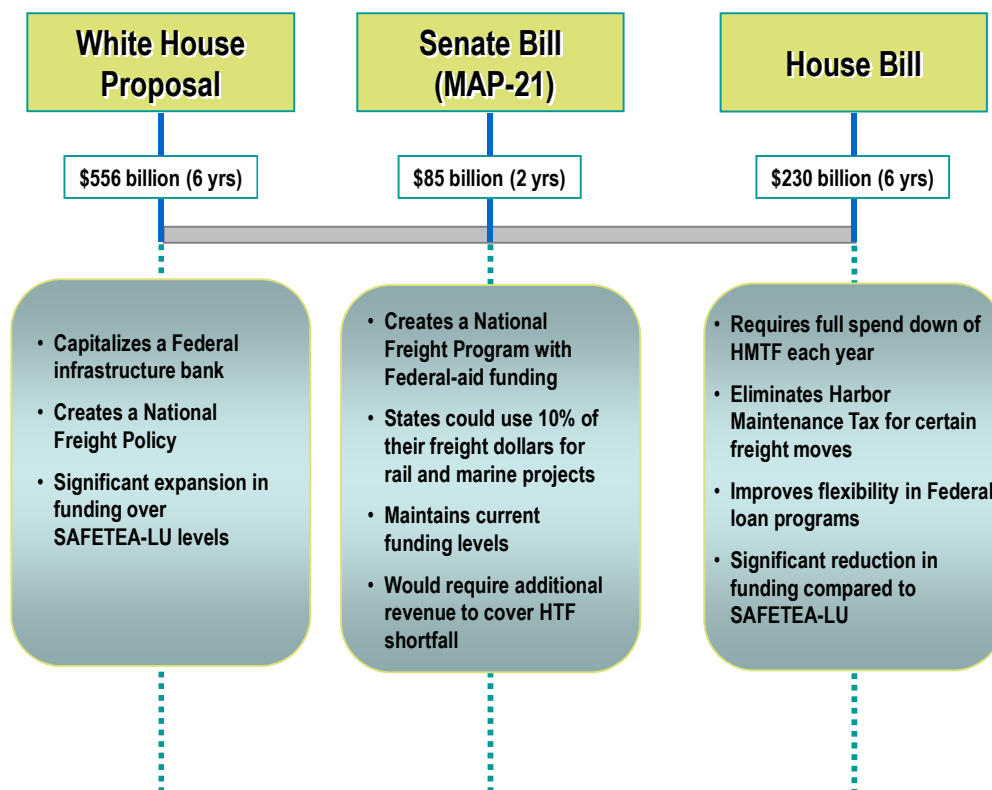 White House
Proposal
$556 billion (6 yrs)
• Capitalizes a Federal
infrastructure bank
• Creates a National
Freight Policy
• Significant expansion in
funding over
SAFETEA-LU levels
Senate Bill
(MAP-21)
$85 billion (2 yrs)
• Creates a National
Freight Program with
Federal-aid funding
• States could use 10% of
their freight dollars for
rail and marine projects
• Maintains current
funding levels
• Would require additional
revenue to cover HTF
shortfall
House Bill
$230 billion (6 yrs)
• Requires full spend down of
HMTF each year
• Eliminates Harbor
Maintenance Tax for certain
freight moves
• Improves flexibility in Federal
loan programs
• Significant reduction in
funding compared to
SAFETEA-LU